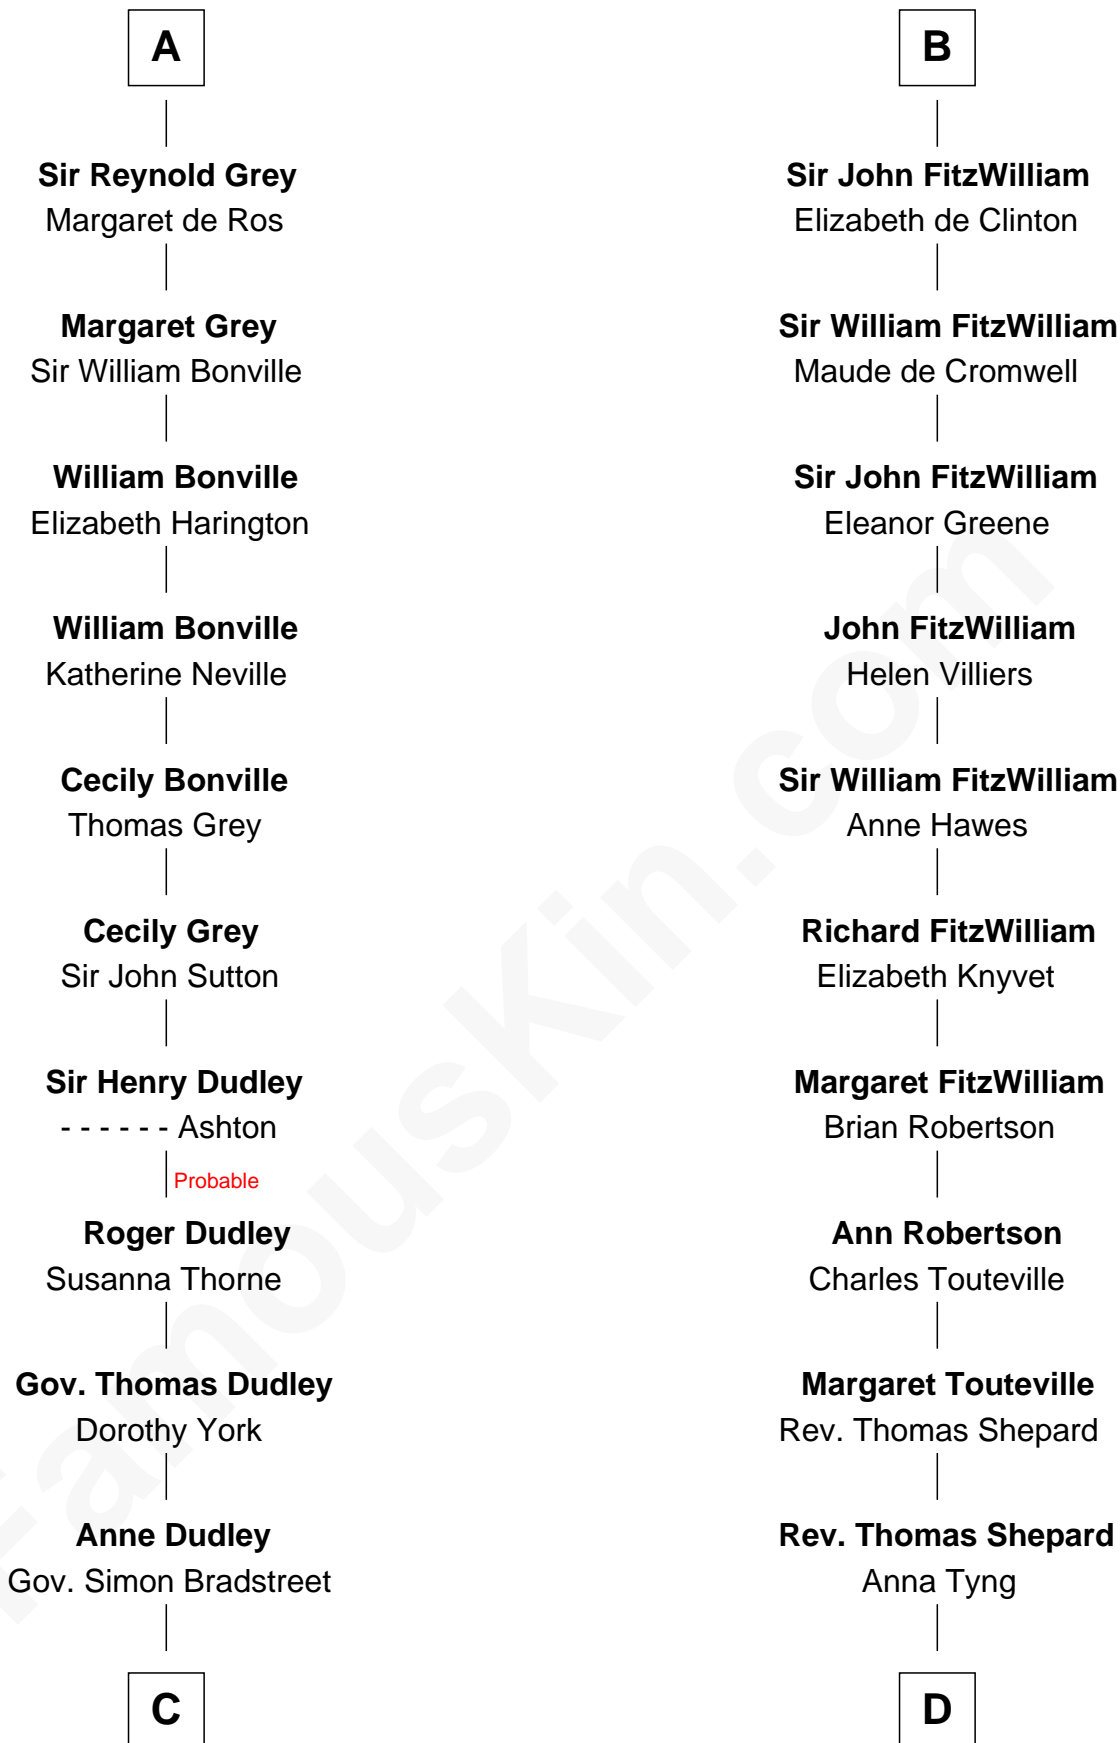 A
Sir Reynold Grey
Margaret de Ros
Margaret Grey
Sir William Bonville
William Bonville
Elizabeth Harington
William Bonville
Katherine Neville
Cecily Bonville
Thomas Grey
Cecily Grey
Sir John Sutton
Sir Henry Dudley
- - - - - - Ashton
Probable
Roger Dudley
Susanna Thorne
Gov. Thomas Dudley
Dorothy York
Anne Dudley
Gov. Simon Bradstreet
C
B
Sir John FitzWilliam
Elizabeth de Clinton
Sir William FitzWilliam
Maude de Cromwell
Sir John FitzWilliam
Eleanor Greene
John FitzWilliam
Helen Villiers
Sir William FitzWilliam
Anne Hawes
Richard FitzWilliam
Elizabeth Knyvet
Margaret FitzWilliam
Brian Robertson
Ann Robertson
Charles Touteville
Margaret Touteville
Rev. Thomas Shepard
Rev. Thomas Shepard
Anna Tyng
D
FamousKin.com